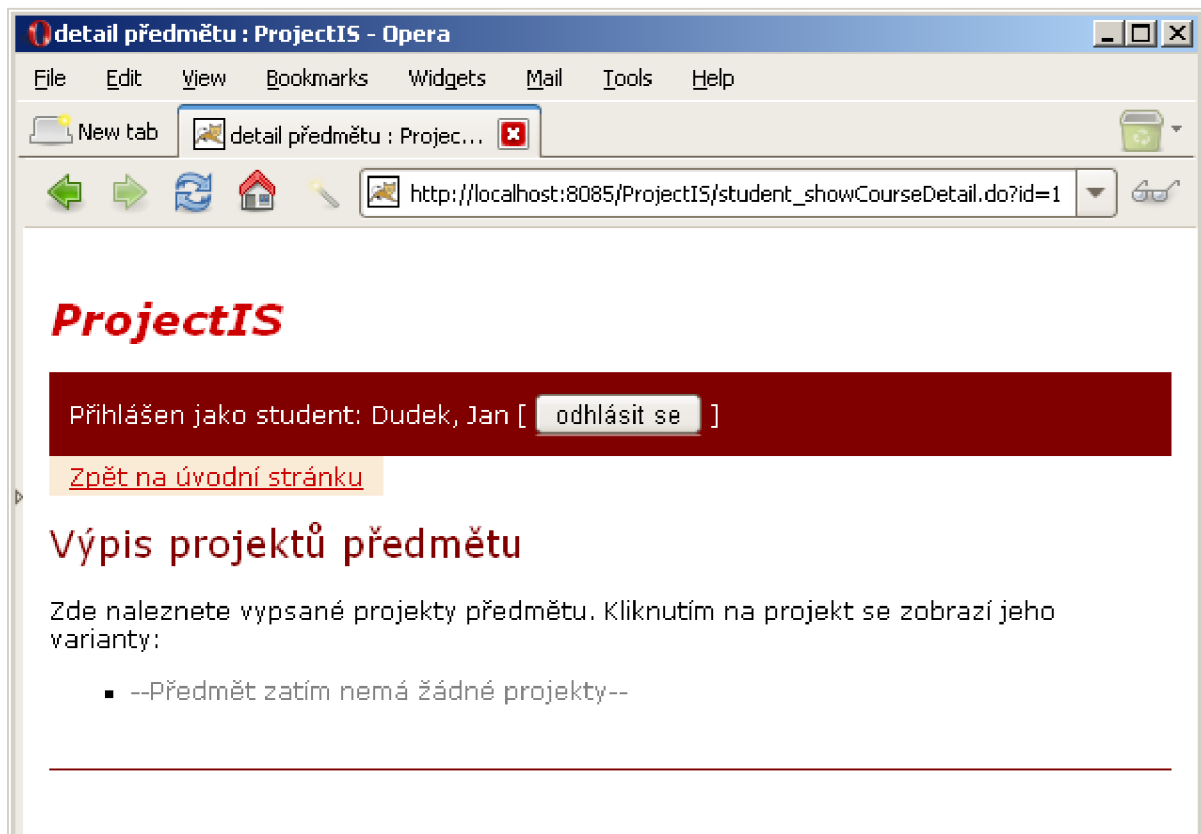 detail předmětu : ProjectIS - Opera
File Edit View Bookmarks Widgets Mail Tools Help
New tab detail předmětu : Projec...
http://localhost:8085/ProjectIS/student_showCourseDetail.do?id=1
ProjectIS
Přihlášen jako student: Dudek, Jan [ odhlásit se ]
Zpět na úvodní stránku
Výpis projektů předmětu
Zde naleznete vypsané projekty předmětu. Kliknutím na projekt se zobrazí jeho
varianty:
▪ --Předmět zatím nemá žádné projekty--